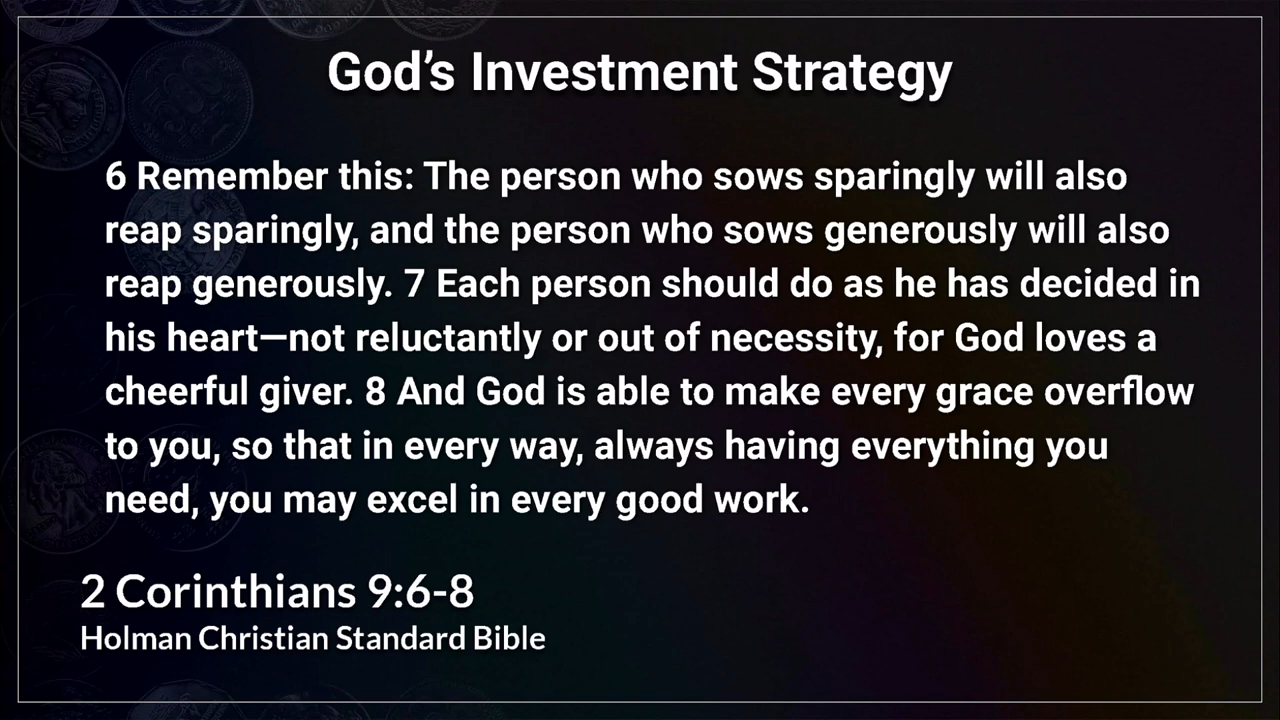 God’s Investment Strategy
6 Remember this: The person who sows sparingly will also
reap sparingly, and the person who sows generously will also
reap generously. 7 Each person should do as he has decided in
his heart—not reluctantly or out of necessity, for God loves a
cheerful giver. 8 And God is able to make every grace overflow
to you, so that in every way, always having everything you
need, you may excel in every good work.
2 Corinthians 9:6-8
Holman Christian Standard Bible